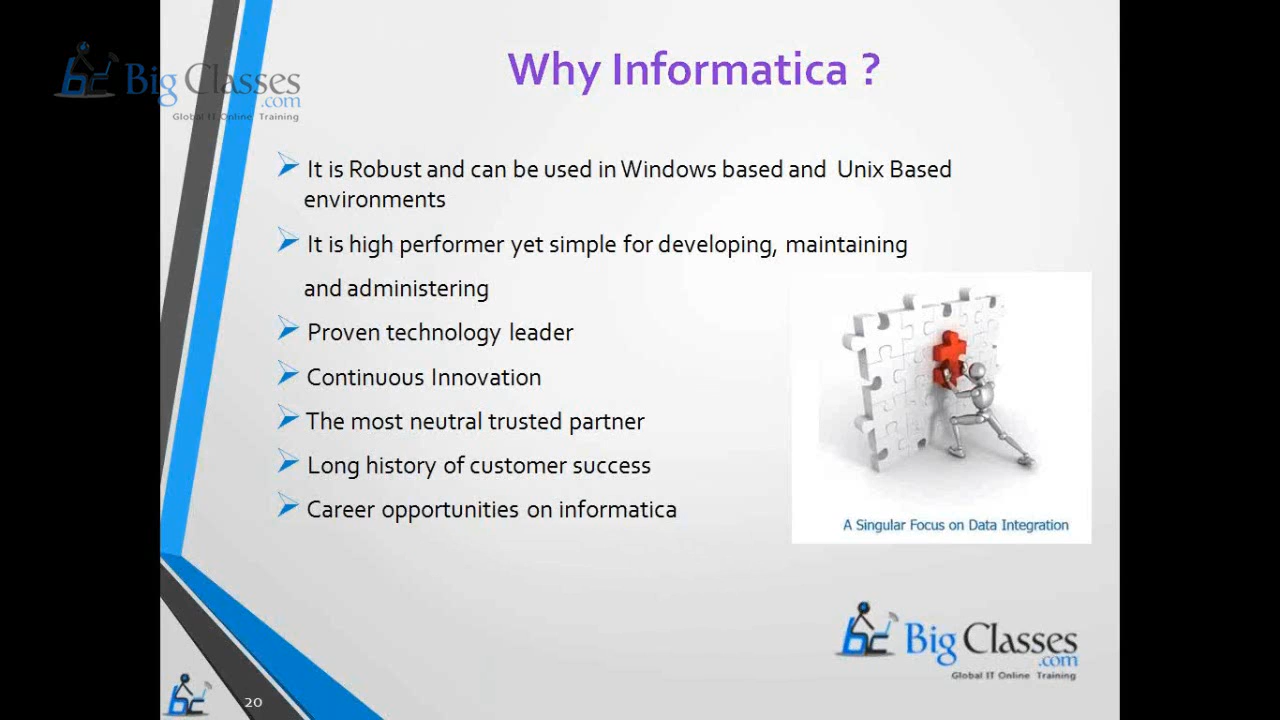 Big Classes
.com
Global IT Online Training
Why Informatica ?
It is Robust and can be used in Windows based and Unix Based
environments
It is high performer yet simple for developing, maintaining
and administering
Proven technology leader
Continuous Innovation
The most neutral trusted partner
Long history of customer success
Career opportunities on informatica
A Singular Focus on Data Integration
Big Classes
.com
Global IT Online Training
20